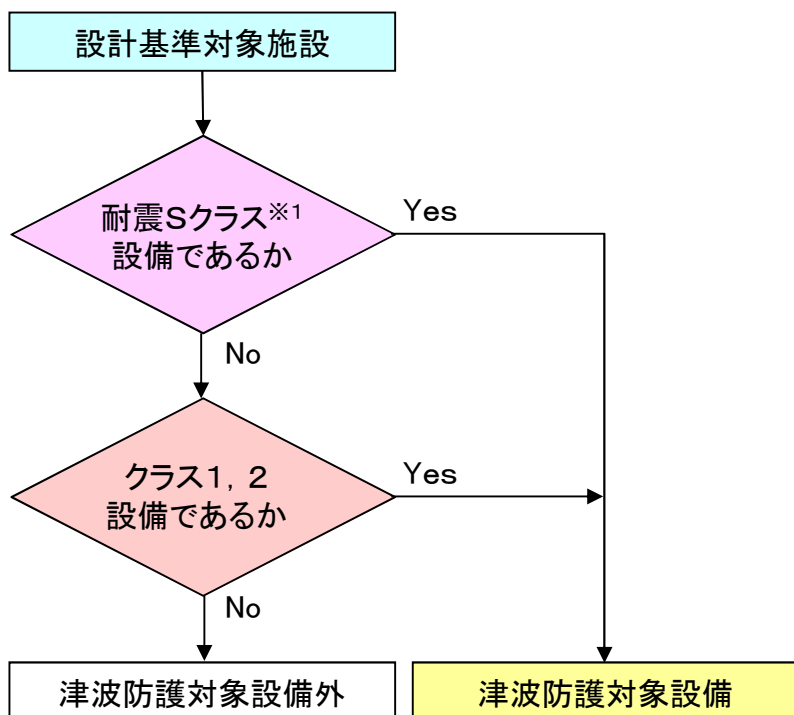 設計基準対象施設
耐震Sクラス※1
設備であるか
Yes
No
クラス1，2
設備であるか
Yes
No
津波防護対象設備外
津波防護対象設備